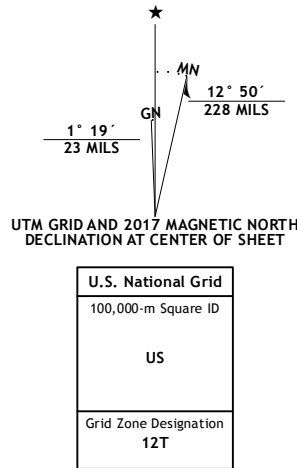 ★
MN
GN
12° 50´
228 MILS
1° 19´
23 MILS
UTM GRID AND 2017 MAGNETIC NORTH
DECLINATION AT CENTER OF SHEET
U.S. National Grid
100,000-m Square ID
US
Grid Zone Designation
12T